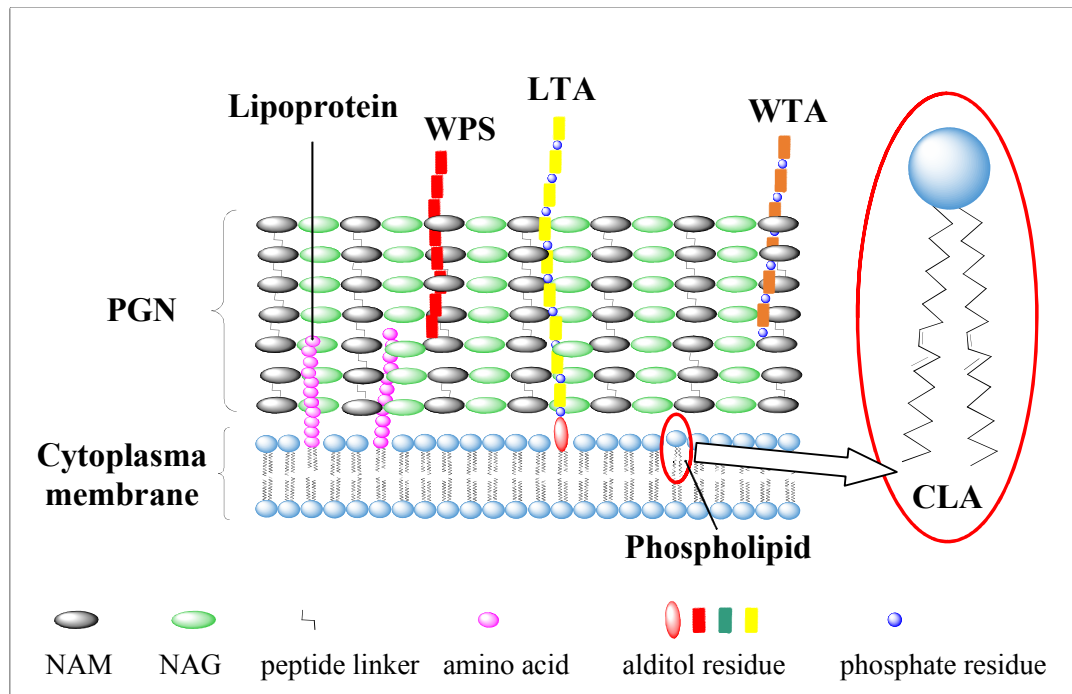 Lipoprotein
WPS
LTA
WTA
PGN
Cytoplasma
membrane
Phospholipid
CLA
NAM
NAG
peptide linker
amino acid
alditol residue
phosphate residue